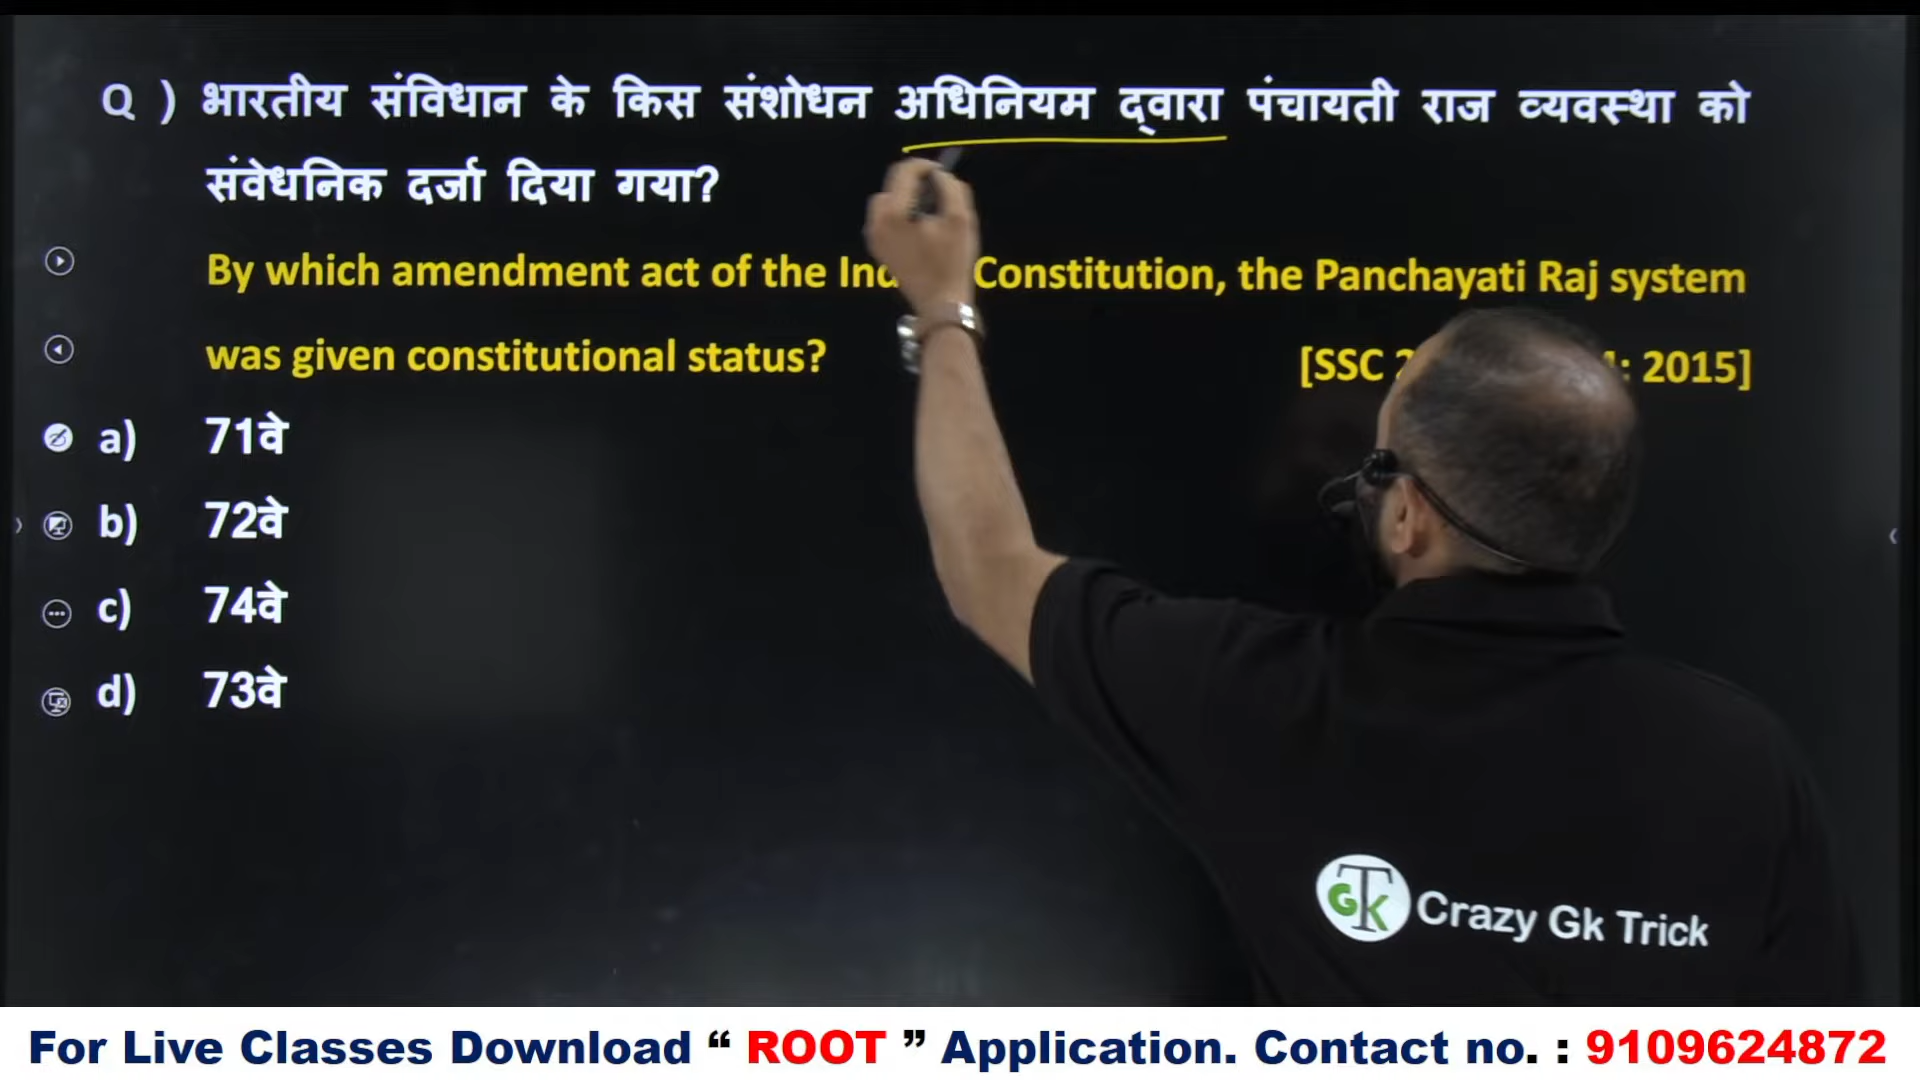 Q ) भारतीय संविधान के किस संशोधन अधिनियम द्वारा पंचायती राज व्यवस्था को
संवेधनिक दर्जा दिया गया?
By which amendment act of the Constitution, the Panchayati Raj system
was given constitutional status? [SSC : 2015]
a) 71वे
b) 72वे
c) 74वे
d) 73वे
GTK Crazy Gk Trick
For Live Classes Download “ ROOT ” Application. Contact no. : 9109624872